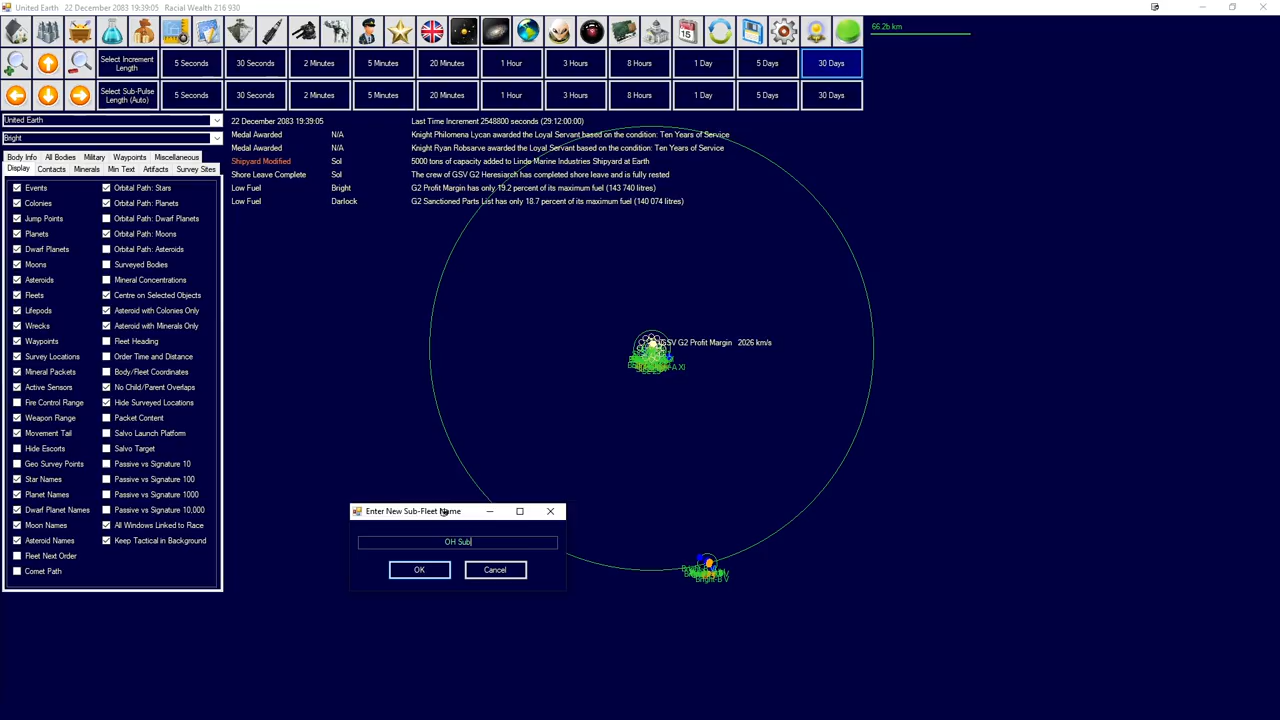 United Earth    22 December 2083 19:39:05    Racial Wealth 216 930
66.2b km
Select Increment Length
5 Seconds
30 Seconds
2 Minutes
5 Minutes
20 Minutes
1 Hour
3 Hours
8 Hours
1 Day
5 Days
30 Days
Select Sub-Pulse Length (Auto)
5 Seconds
30 Seconds
2 Minutes
5 Minutes
20 Minutes
1 Hour
3 Hours
8 Hours
1 Day
5 Days
30 Days
United Earth
Bright
22 December 2083 19:39:05    Last Time Increment 2548800 seconds (29:12:00:00)
Medal Awarded    N/A    Knight Philomena Lycan awarded the Loyal Servant based on the condition: Ten Years of Service
Medal Awarded    N/A    Knight Ryan Robsarve awarded the Loyal Servant based on the condition: Ten Years of Service
Shipyard Modified    Sol    5000 tons of capacity added to Linde Marine Industries Shipyard at Earth
Shore Leave Complete    Sol    The crew of GSV G2 Heresiarch has completed shore leave and is fully rested
Low Fuel    Bright    G2 Profit Margin has only 19.2 percent of its maximum fuel (143 740 litres)
Low Fuel    Darlock    G2 Sanctioned Parts List has only 18.7 percent of its maximum fuel (140 074 litres)
Body Info    All Bodies    Military    Waypoints    Miscellaneous
Display    Contacts    Minerals    Min Text    Artifacts    Survey Sites
Events    Orbital Path: Stars
Colonies    Orbital Path: Planets
Jump Points    Orbital Path: Dwarf Planets
Planets    Orbital Path: Moons
Dwarf Planets    Orbital Path: Asteroids
Moons    Surveyed Bodies
Asteroids    Mineral Concentrations
Fleets    Centre on Selected Objects
Lifepods    Asteroid with Colonies Only
Wrecks    Asteroid with Minerals Only
Waypoints    Fleet Heading
Survey Locations    Order Time and Distance
Mineral Packets    Body/Fleet Coordinates
Active Sensors    No Child/Parent Overlaps
Fire Control Range    Hide Surveyed Locations
Weapon Range    Packet Content
Movement Tail    Salvo Launch Platform
Hide Escorts    Salvo Target
Geo Survey Points    Passive vs Signature 10
Star Names    Passive vs Signature 100
Planet Names    Passive vs Signature 1000
Dwarf Planet Names    Passive vs Signature 10,000
Moon Names    All Windows Linked to Race
Asteroid Names    Keep Tactical in Background
Fleet Next Order
Comet Path
GSV G2 Profit Margin    2026 km/s
Enter New Sub-Fleet Name
OH Sub
OK    Cancel